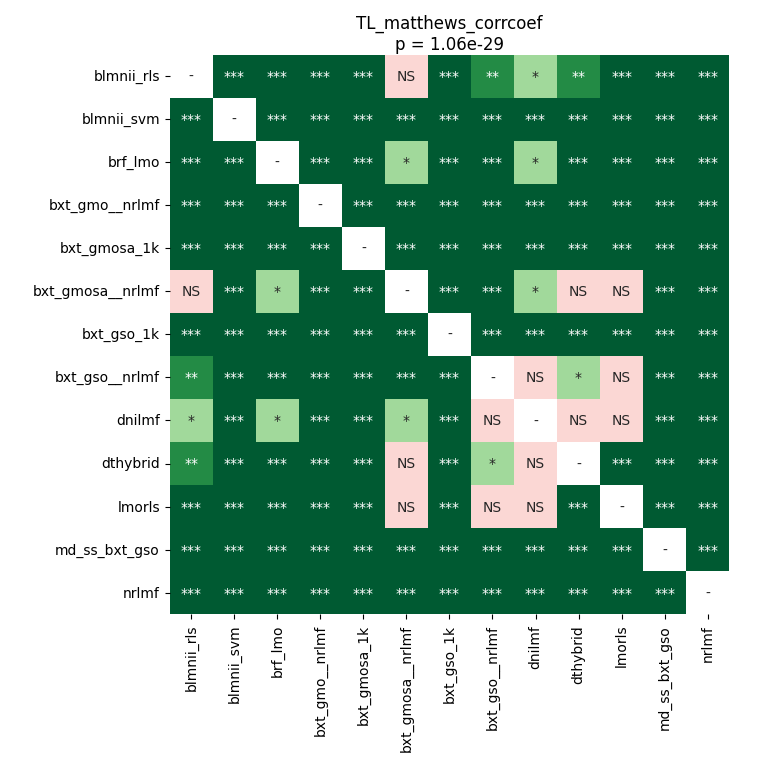 TL_matthews_corrcoef
p = 1.06e-29
blmnii_rls - *** *** *** *** NS *** ** * ** *** *** ***
blmnii_svm *** - *** *** *** *** *** *** *** *** *** *** ***
brf_lmo *** *** - *** *** * *** *** * *** *** *** ***
bxt_gmo__nrlmf *** *** *** - *** *** *** *** *** *** *** *** ***
bxt_gmosa_1k *** *** *** *** - *** *** *** *** *** *** *** ***
bxt_gmosa__nrlmf NS *** * *** *** - *** *** * NS NS *** ***
bxt_gso_1k *** *** *** *** *** *** - *** *** *** *** *** ***
bxt_gso__nrlmf ** *** *** *** *** *** *** - NS * NS *** ***
dnilmf * *** * *** *** * *** NS - NS NS *** ***
dthybrid ** *** *** *** *** NS *** * NS - *** *** ***
lmorls *** *** *** *** *** NS *** NS NS *** - *** ***
md_ss_bxt_gso *** *** *** *** *** *** *** *** *** *** *** - ***
nrlmf *** *** *** *** *** *** *** *** *** *** *** *** -
blmnii_rls
blmnii_svm
brf_lmo
bxt_gmo__nrlmf
bxt_gmosa_1k
bxt_gmosa__nrlmf
bxt_gso_1k
bxt_gso__nrlmf
dnilmf
dthybrid
lmorls
md_ss_bxt_gso
nrlmf